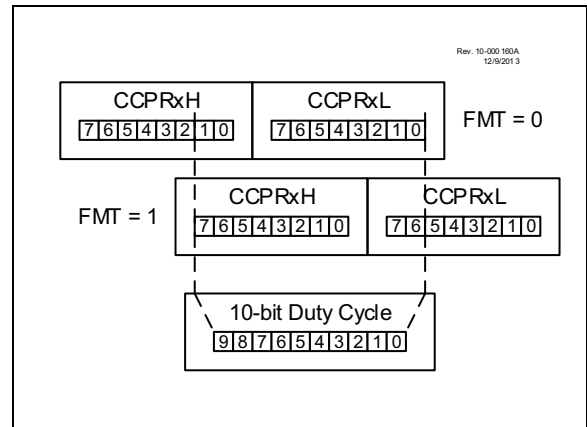 Rev. 10-000 160A
12/9/201 3
CCPRxH CCPRxL
7 6 5 4 3 2 1 0 7 6 5 4 3 2 1 0 FMT = 0
CCPRxH CCPRxL
FMT = 1 7 6 5 4 3 2 1 0 7 6 5 4 3 2 1 0
10-bit Duty Cycle
9 8 7 6 5 4 3 2 1 0